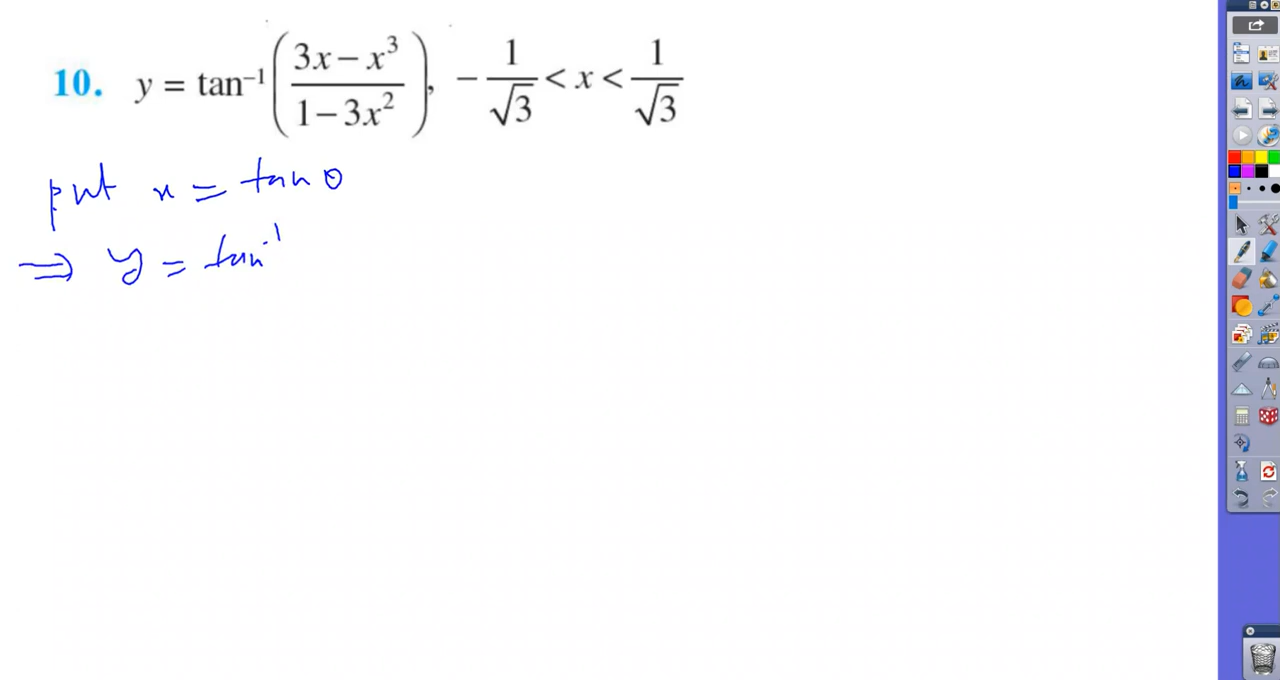 10. y = tan⁻¹((3x − x³)/(1 − 3x²)), −1/√3 < x < 1/√3
put x = tan θ
⇒ y = tan⁻¹